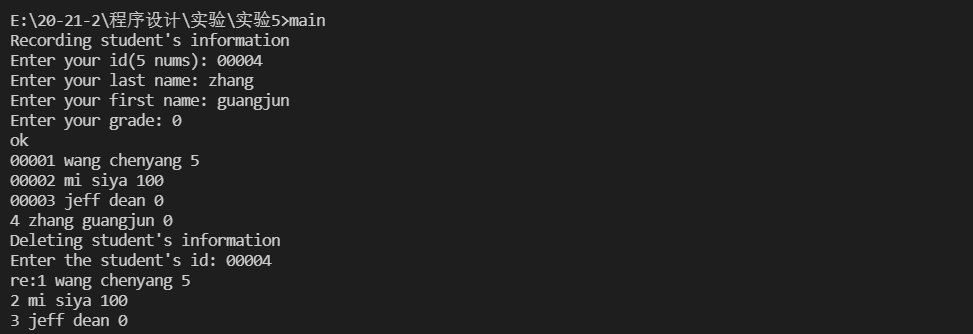 E:\20-21-2\程序设计\实验\实验5>main
Recording student's information
Enter your id(5 nums): 00004
Enter your last name: zhang
Enter your first name: guangjun
Enter your grade: 0
ok
00001 wang chenyang 5
00002 mi siya 100
00003 jeff dean 0
4 zhang guangjun 0
Deleting student's information
Enter the student's id: 00004
re:1 wang chenyang 5
2 mi siya 100
3 jeff dean 0